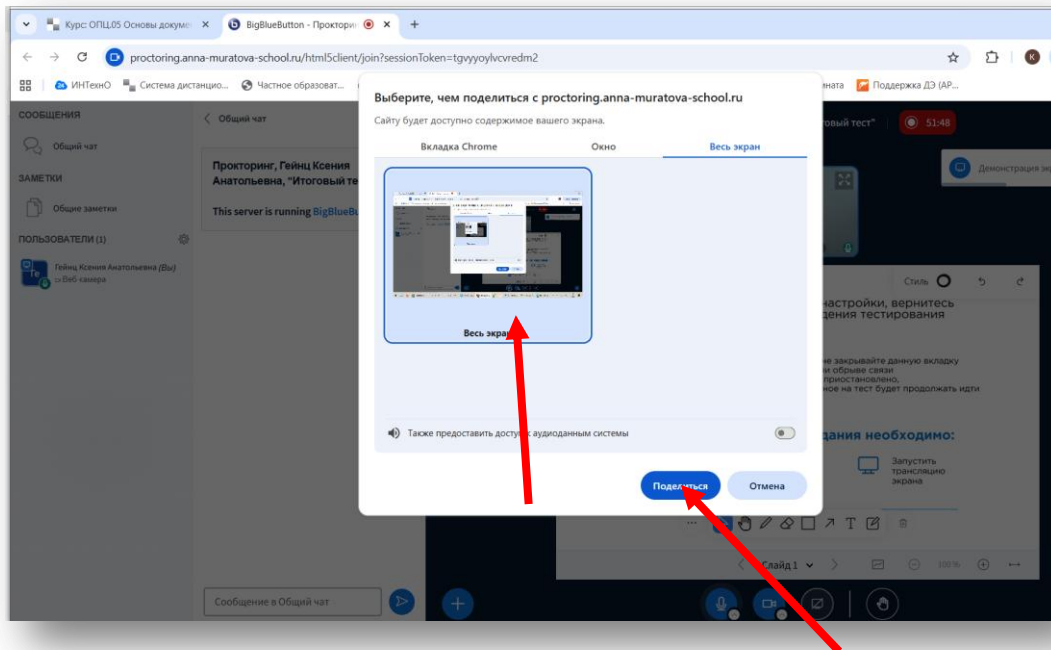 Курс: ОПЦ.05 Основы докумен
BigBlueButton - Прокторин
proctoring.anna-muratova-school.ru/html5client/join?sessionToken=tgvyyoylvcvredm2
К
ИНТехнО
Система дистанцио...
Частное образоват...
Поддержка ДЭ (АР...
Выберите, чем поделиться с proctoring.anna-muratova-school.ru
Сайту будет доступно содержимое вашего экрана.
Вкладка Chrome
Окно
Весь экран
Весь экран
Также предоставить доступ к аудиоданным системы
Поделиться
Отмена
СООБЩЕНИЯ
Общий чат
ЗАМЕТКИ
Общие заметки
ПОЛЬЗОВАТЕЛИ (1)
Ге
Гейнц Ксения Анатольевна (Вы)
Веб-камера
Общий чат
Прокторинг, Гейнц Ксения
Анатольевна, "Итоговый те
This server is running BigBlueBu
Сообщение в Общий чат
овый тест"
51:48
Демонстрация эк
Стиль
настройки, вернитесь
дения тестирования
не закрывайте данную вкладку
и обрыве связи
приостановлено,
ное на тест будет продолжать идти
дания необходимо:
Запустить
трансляцию
экрана
Слайд 1
100%